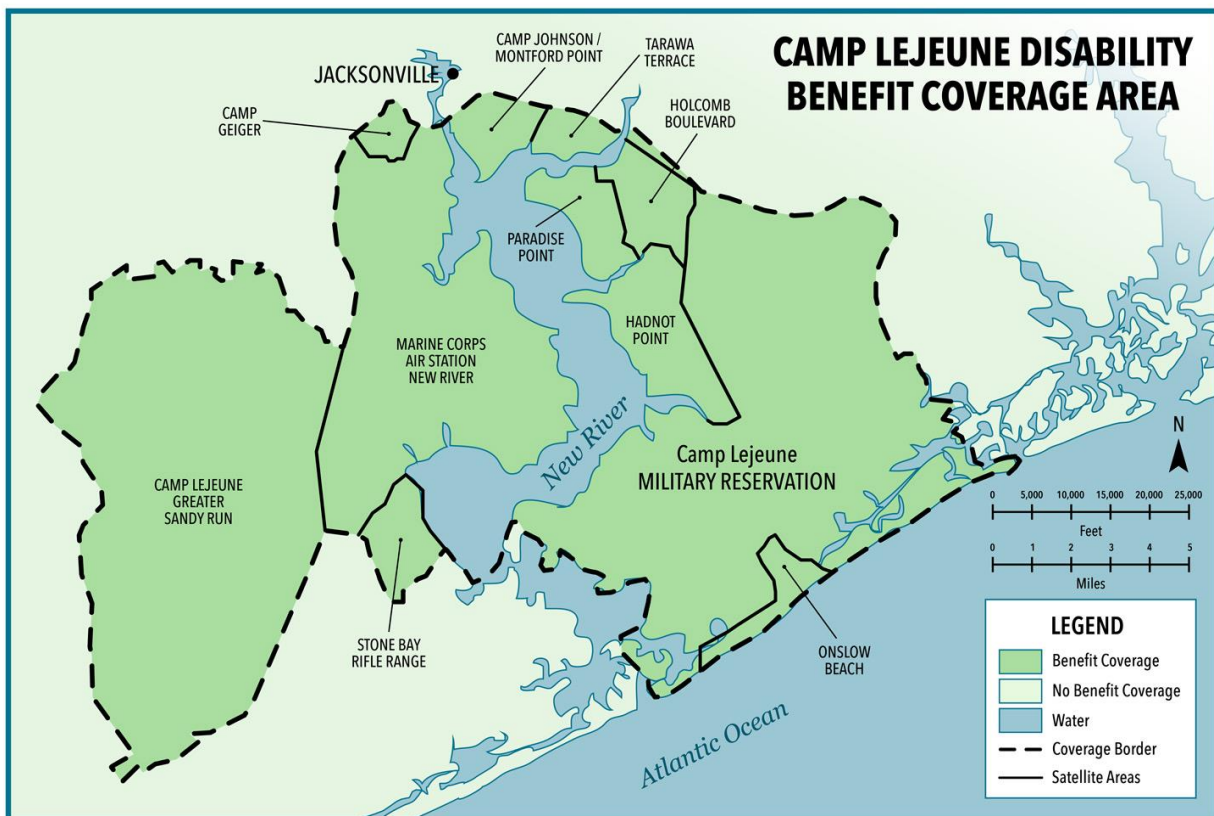 CAMP LEJEUNE DISABILITY
BENEFIT COVERAGE AREA
JACKSONVILLE
CAMP JOHNSON /
MONTFORD POINT
TARAWA
TERRACE
HOLCOMB
BOULEVARD
CAMP
GEIGER
PARADISE
POINT
HADNOT
POINT
MARINE CORPS
AIR STATION
NEW RIVER
New River
Camp Lejeune
MILITARY RESERVATION
CAMP LEJEUNE
GREATER
SANDY RUN
STONE BAY
RIFLE RANGE
ONSLOW
BEACH
Atlantic Ocean
N
0 5,000 10,000 15,000 20,000 25,000
Feet
0 1 2 3 4 5
Miles
LEGEND
Benefit Coverage
No Benefit Coverage
Water
Coverage Border
Satellite Areas